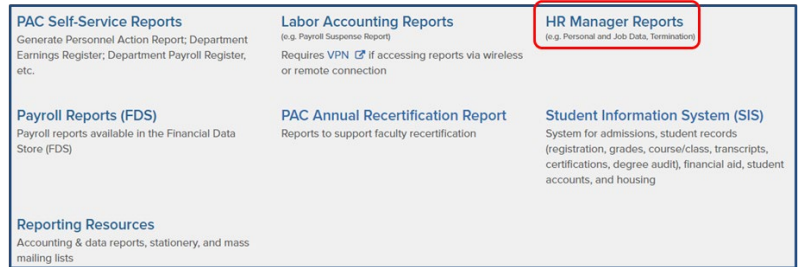 PAC Self-Service Reports
Generate Personnel Action Report; Department
Earnings Register; Department Payroll Register,
etc.
Labor Accounting Reports
(e.g. Payroll Suspense Report)
Requires VPN if accessing reports via wireless
or remote connection
HR Manager Reports
(e.g. Personal and Job Data, Termination)
Payroll Reports (FDS)
Payroll reports available in the Financial Data
Store (FDS)
PAC Annual Recertification Report
Reports to support faculty recertification
Student Information System (SIS)
System for admissions, student records
(registration, grades, course/class, transcripts,
certifications, degree audit), financial aid, student
accounts, and housing
Reporting Resources
Accounting & data reports, stationery, and mass
mailing lists